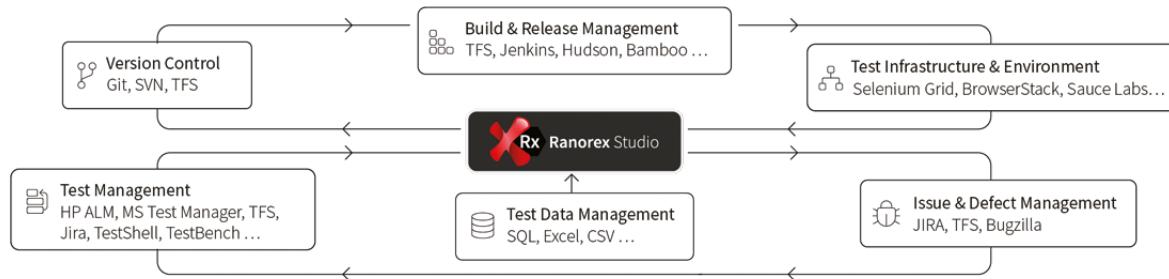 Build & Release Management
TFS, Jenkins, Hudson, Bamboo ...
Version Control
Git, SVN, TFS
Test Infrastructure & Environment
Selenium Grid, BrowserStack, Sauce Labs...
Rx Ranorex Studio
Test Management
HP ALM, MS Test Manager, TFS,
Jira, TestShell, TestBench ...
Test Data Management
SQL, Excel, CSV ...
Issue & Defect Management
JIRA, TFS, Bugzilla